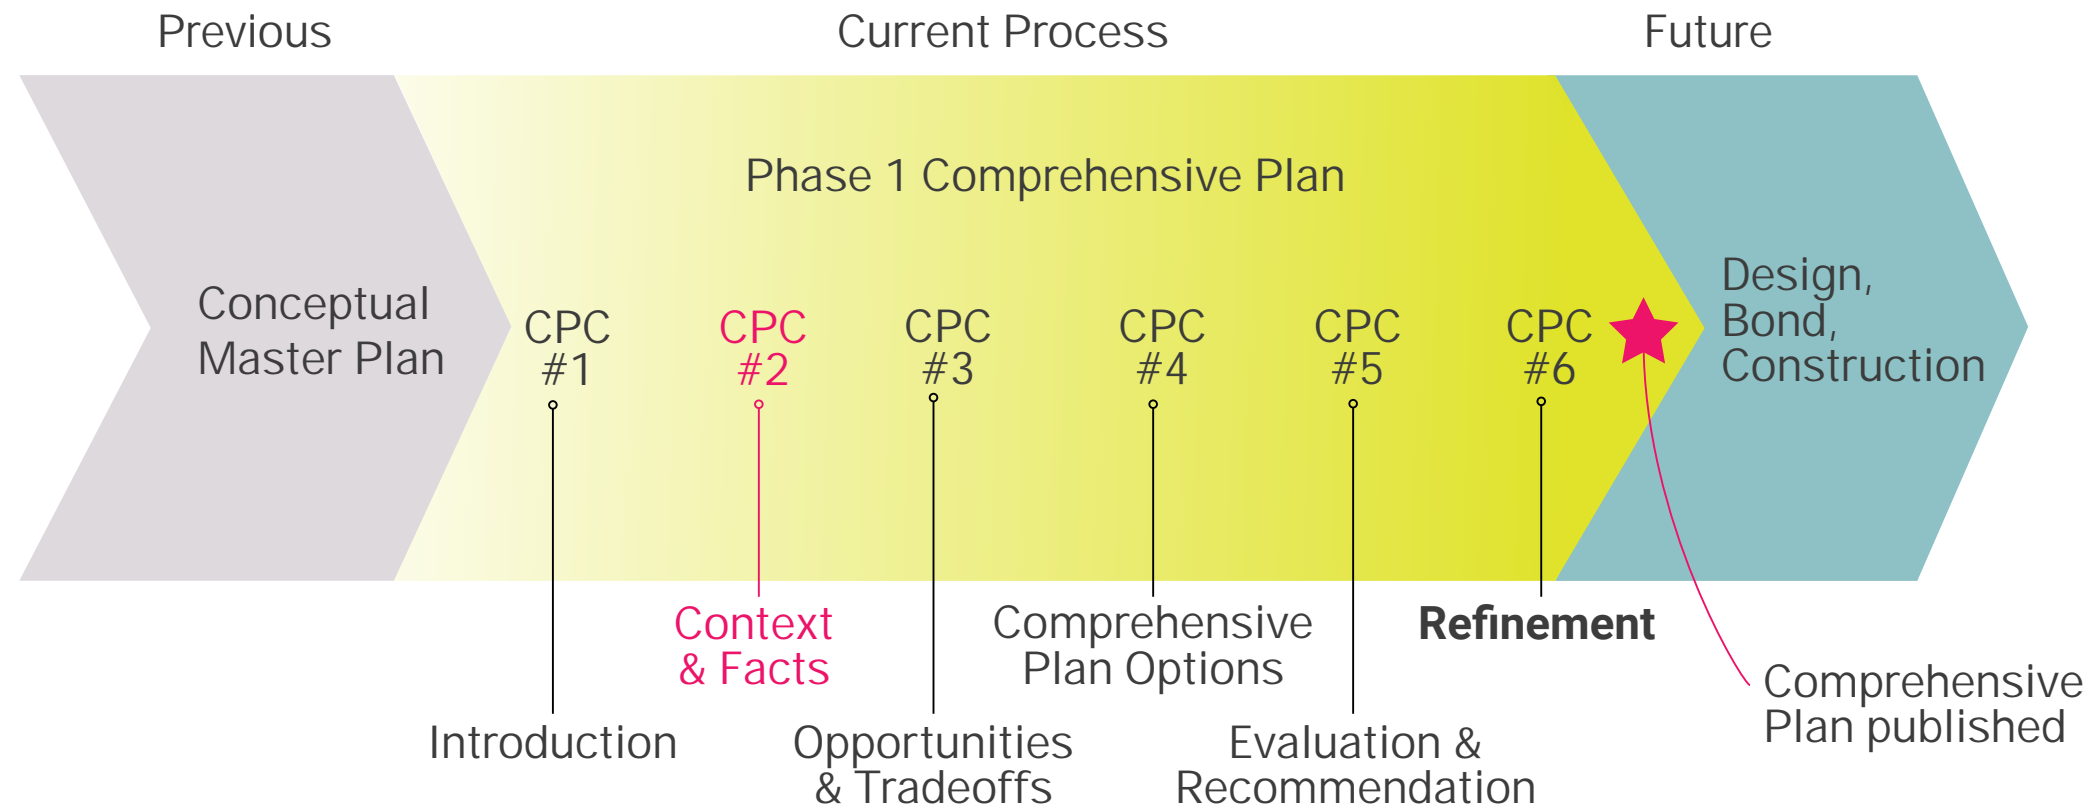 Previous
Current Process
Future
Phase 1 Comprehensive Plan
Conceptual
Master Plan
CPC
#1
CPC
#2
CPC
#3
CPC
#4
CPC
#5
CPC
#6
Design,
Bond,
Construction
Introduction
Context
& Facts
Opportunities
& Tradeoffs
Comprehensive
Plan Options
Evaluation &
Recommendation
Refinement
Comprehensive
Plan published